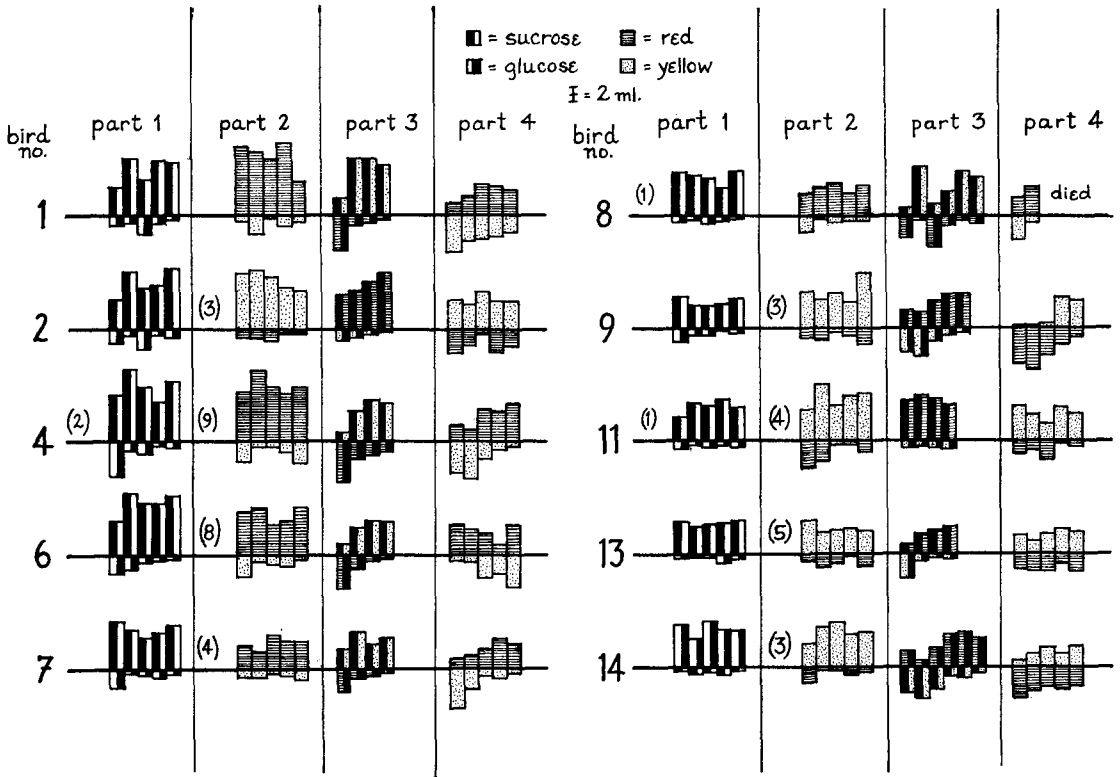 = sucrose = red
= glucose = yellow
I = 2 ml.
bird no. part 1 part 2 part 3 part 4 bird no. part 1 part 2 part 3 part 4
1 8 (1) died
2 (3) 9 (3)
(2) 4 (9) (1) 11 (4)
6 (8) 13 (5)
7 (4) 14 (3)